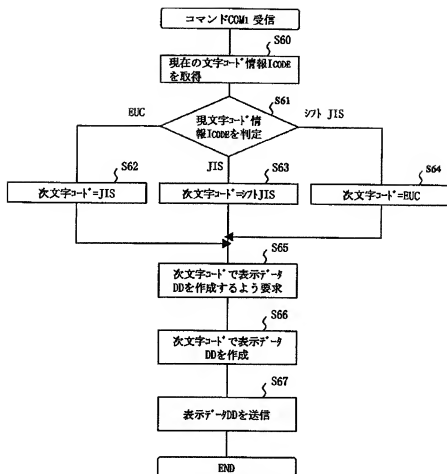 コマンドCOM1 受信
S60
現在の文字コード情報ICODE
を取得
S61
EUC
現文字コード情
報ICODEを判定
シフト JIS
JIS
S62
S63
S64
次文字コード=JIS
次文字コード=シフトJIS
次文字コード=EUC
S65
次文字コードで表示データ
DDを作成するよう要求
S66
次文字コードで表示データ
DDを作成
S67
表示データDDを送信
END